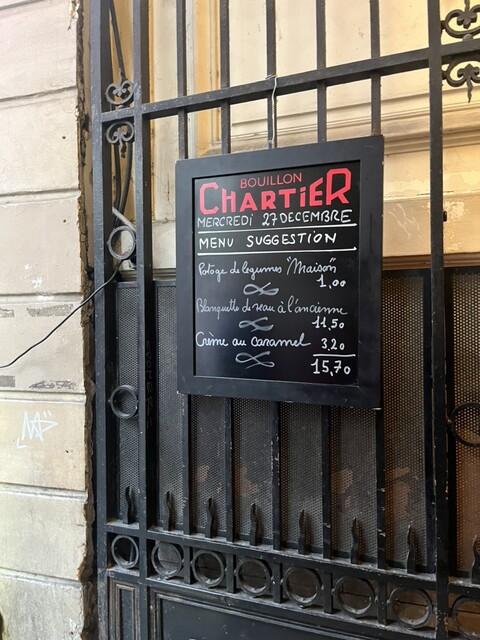 BOUILLON
CHARTIER
MERCREDI 27 DECEMBRE
MENU SUGGESTION
Potage de legumes "Maison"
1,00
Blanquette de veau à l'ancienne
11,50
Crème au caramel 3,20
15,70